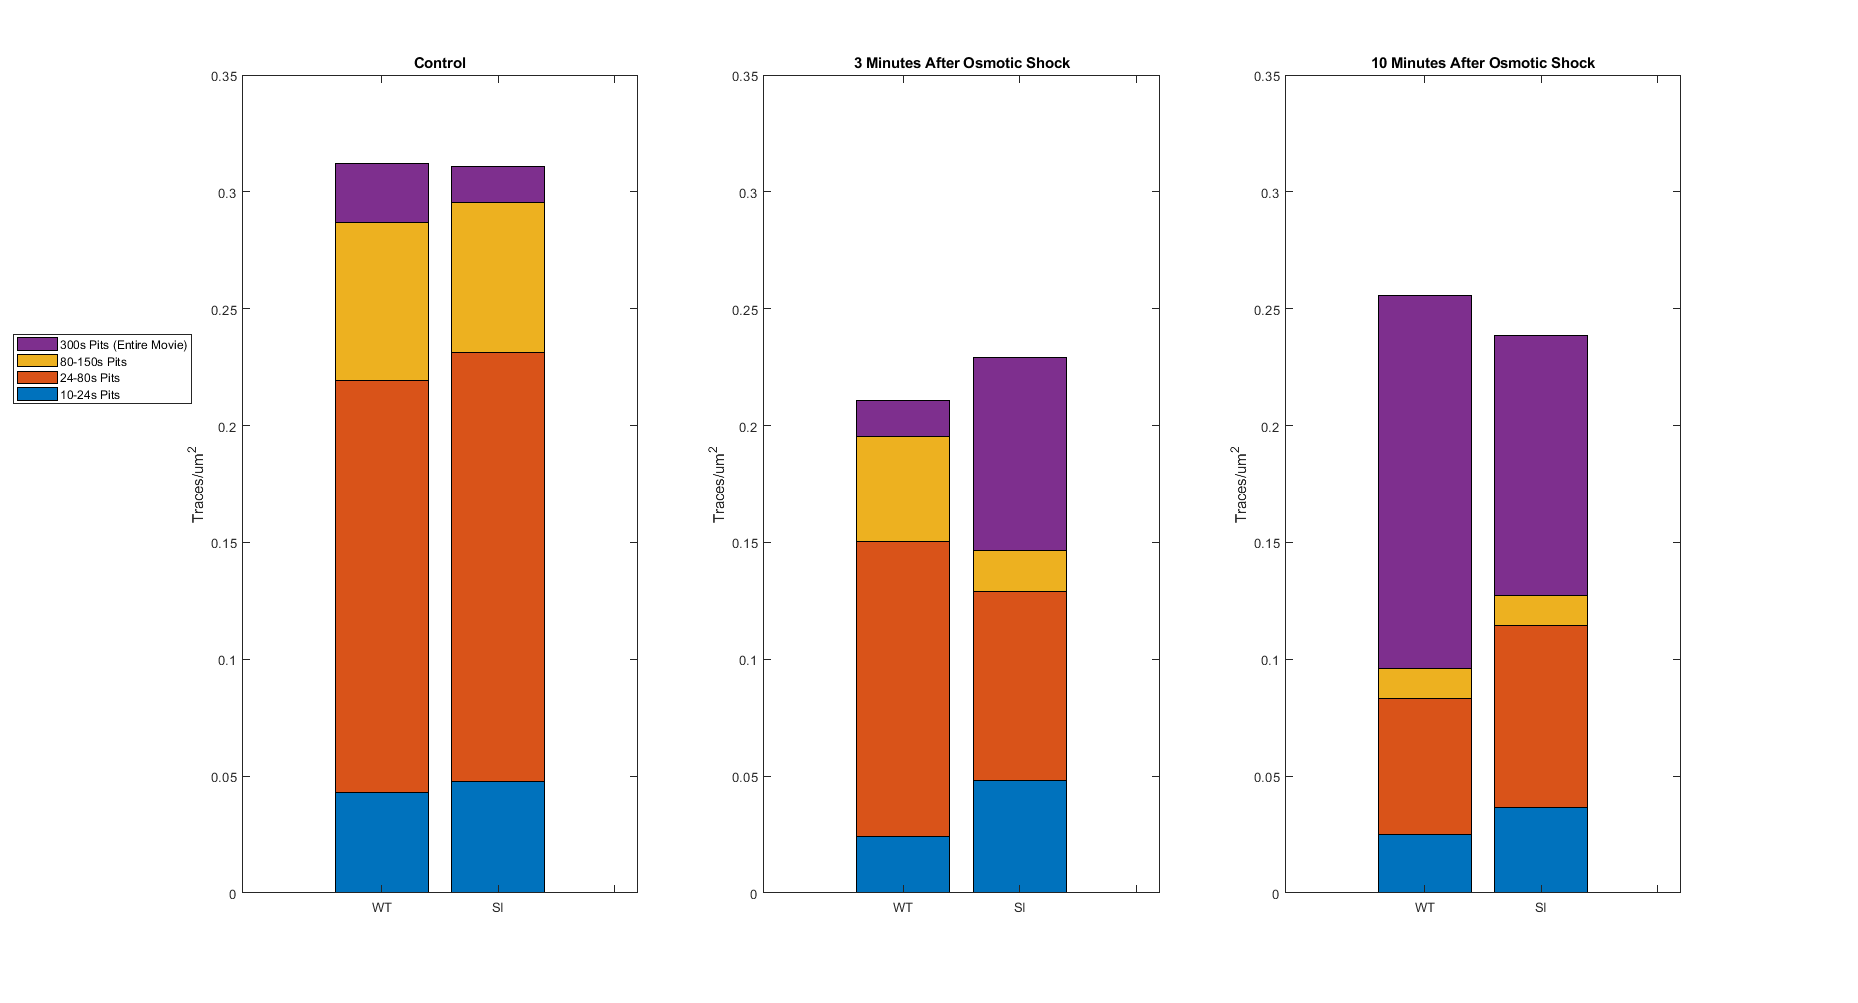 Control
3 Minutes After Osmotic Shock
10 Minutes After Osmotic Shock
300s Pits (Entire Movie)
80-150s Pits
24-80s Pits
10-24s Pits
Traces/um²
0.35
0.3
0.25
0.2
0.15
0.1
0.05
0
WT SI
Traces/um²
0.35
0.3
0.25
0.2
0.15
0.1
0.05
0
WT SI
Traces/um²
0.35
0.3
0.25
0.2
0.15
0.1
0.05
0
WT SI